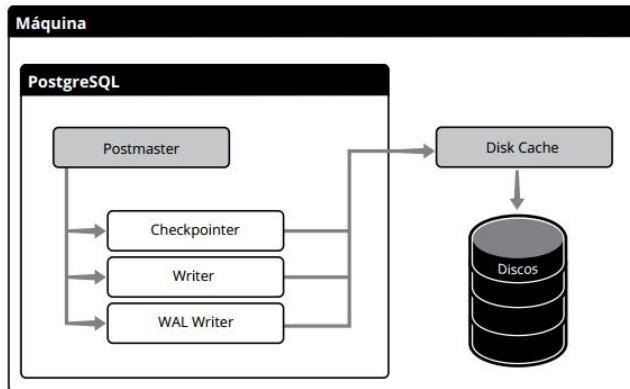 Máquina
PostgreSQL
Postmaster
Disk Cache
Checkpointer
Writer
WAL Writer
Discos